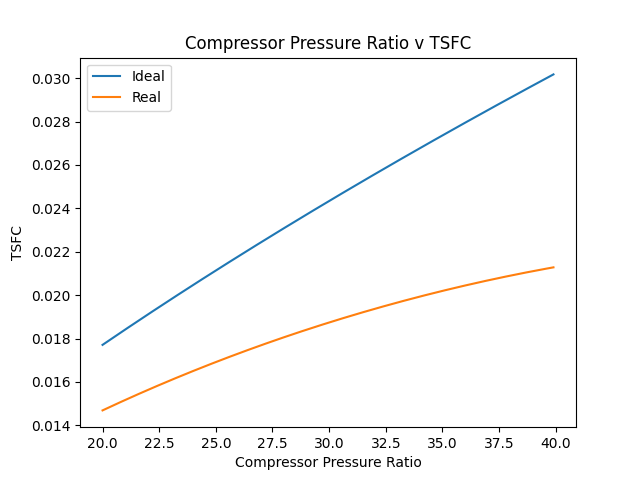 Compressor Pressure Ratio v TSFC
Ideal
Real
TSFC
0.030
0.028
0.026
0.024
0.022
0.020
0.018
0.016
0.014
20.0 22.5 25.0 27.5 30.0 32.5 35.0 37.5 40.0
Compressor Pressure Ratio